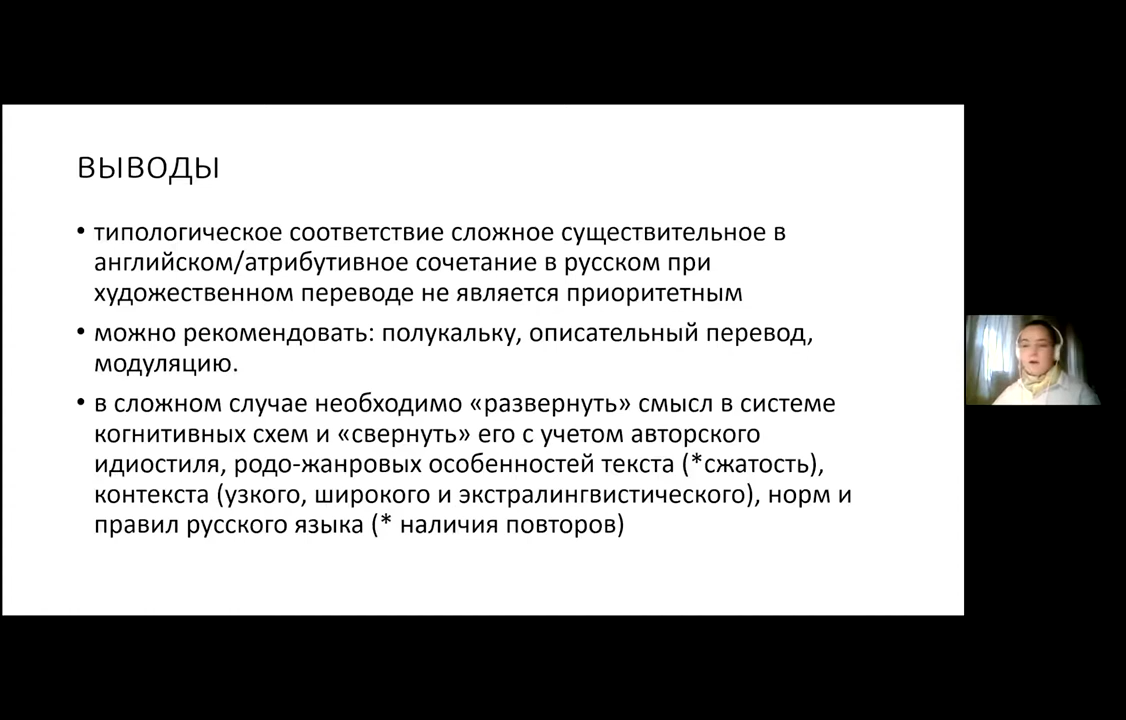 ВЫВОДЫ
• типологическое соответствие сложное существительное в
английском/атрибутивное сочетание в русском при
художественном переводе не является приоритетным
• можно рекомендовать: полукальку, описательный перевод,
модуляцию.
• в сложном случае необходимо «развернуть» смысл в системе
когнитивных схем и «свернуть» его с учетом авторского
идиостиля, родо-жанровых особенностей текста (*сжатость),
контекста (узкого, широкого и экстралингвистического), норм и
правил русского языка (* наличия повторов)